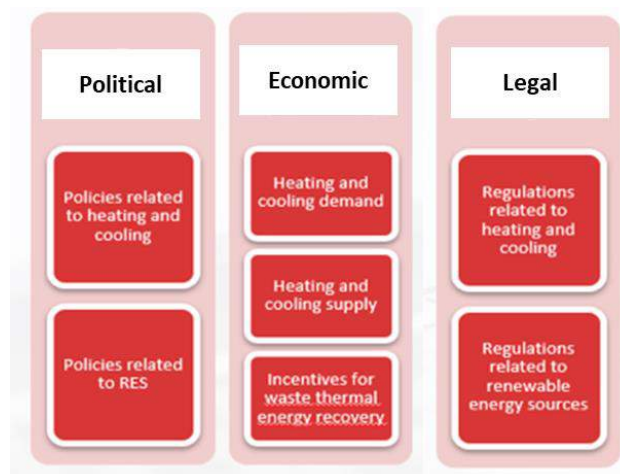 Political
Policies related
to heating and
cooling
Policies related
to RES
Economic
Heating and
cooling demand
Heating and
cooling supply
Incentives for
waste thermal
energy recovery
Legal
Regulations
related to
heating and
cooling
Regulations
related to
renewable
energy sources